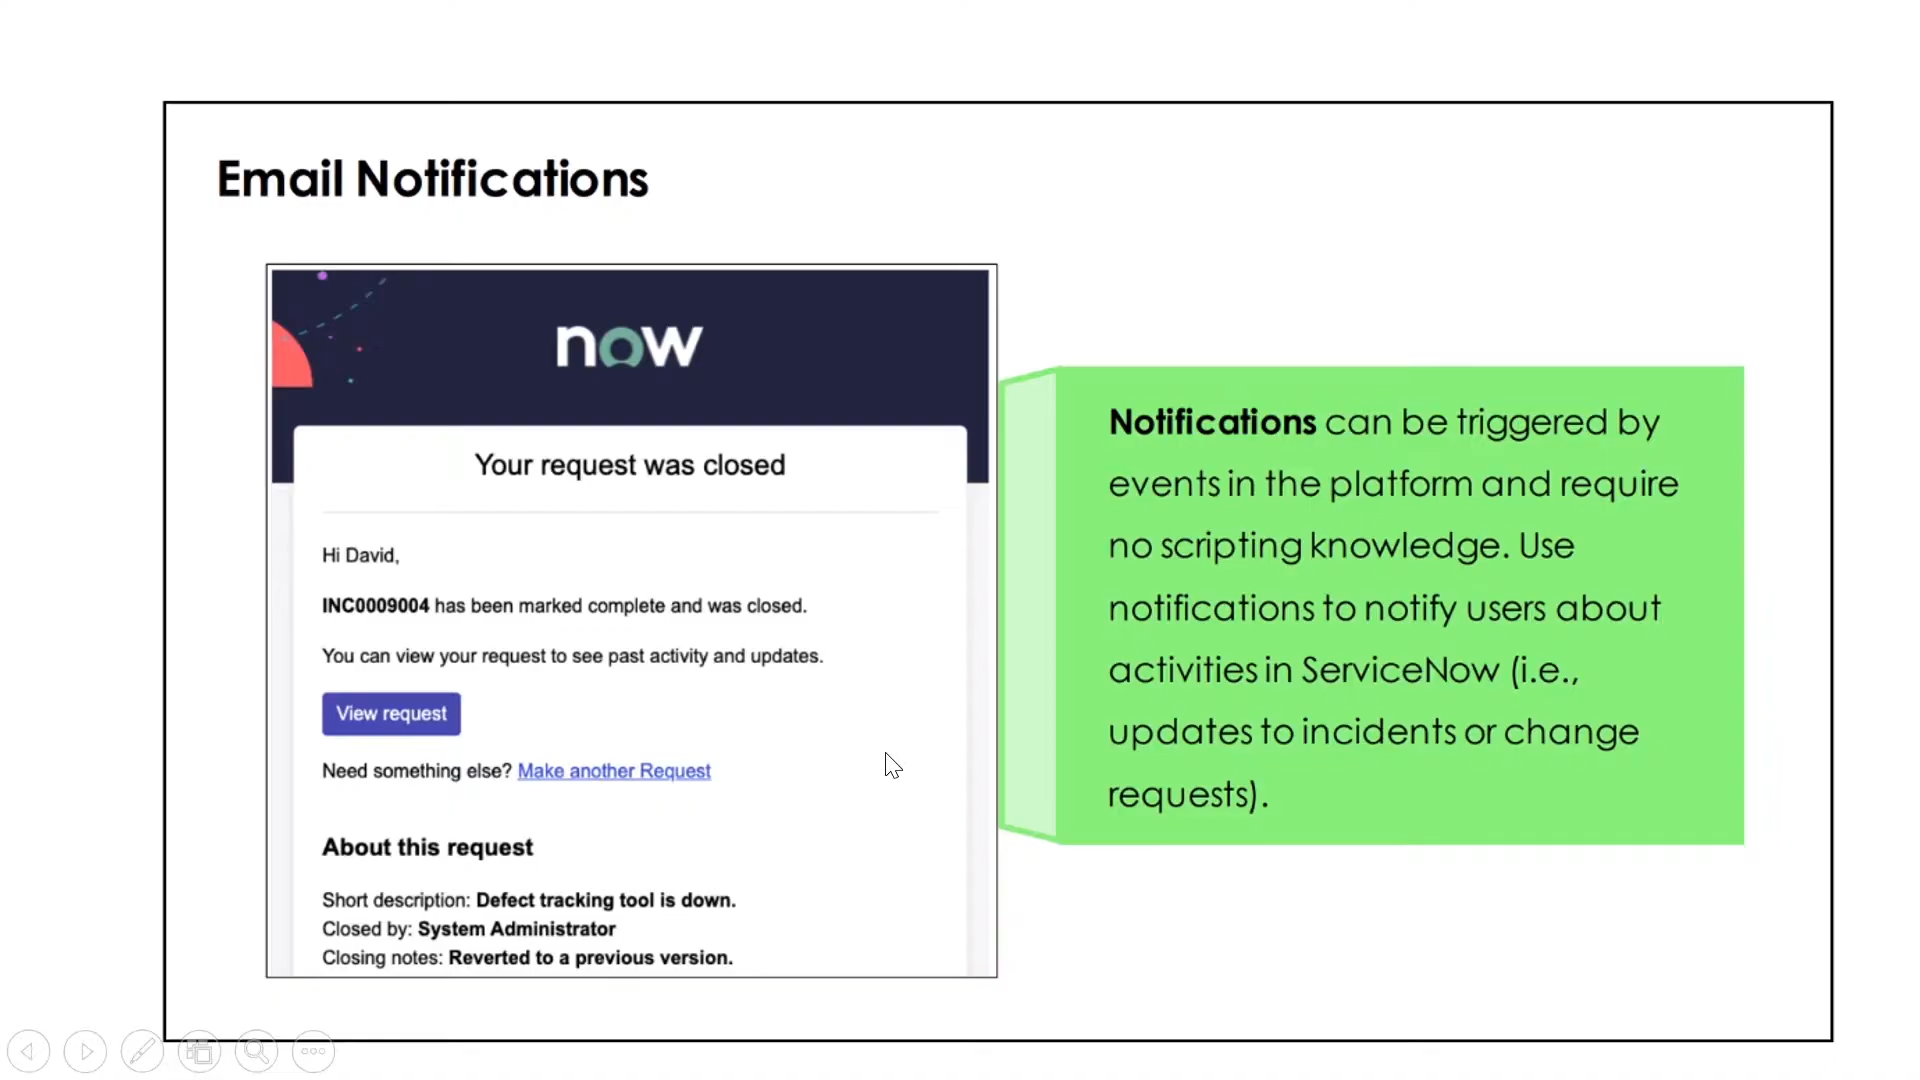 Email Notifications
now
Your request was closed
Hi David,
INC0009004 has been marked complete and was closed.
You can view your request to see past activity and updates.
View request
Need something else? Make another Request
About this request
Short description: Defect tracking tool is down.
Closed by: System Administrator
Closing notes: Reverted to a previous version.
Notifications can be triggered by
events in the platform and require
no scripting knowledge. Use
notifications to notify users about
activities in ServiceNow (i.e.,
updates to incidents or change
requests).